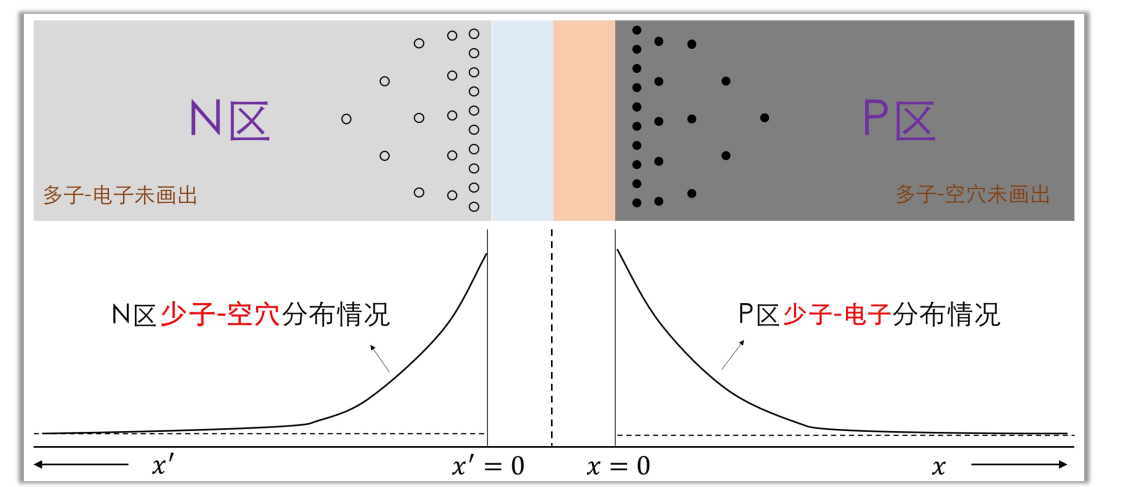 N区
P区
多子-电子未画出
多子-空穴未画出
N区少子-空穴分布情况
P区少子-电子分布情况
x′
x′ = 0
x = 0
x